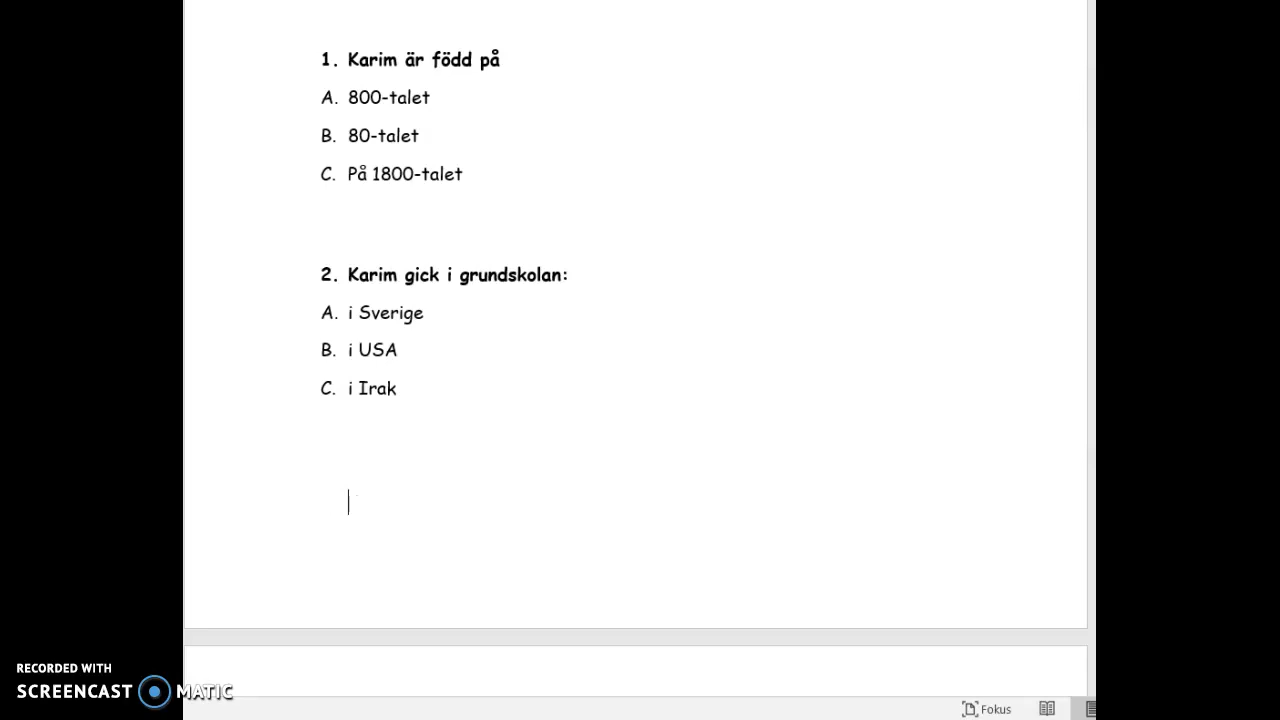 1. Karim är född på
A. 800-talet
B. 80-talet
C. På 1800-talet
2. Karim gick i grundskolan:
A. i Sverige
B. i USA
C. i Irak
RECORDED WITH
SCREENCAST MATIC
Fokus